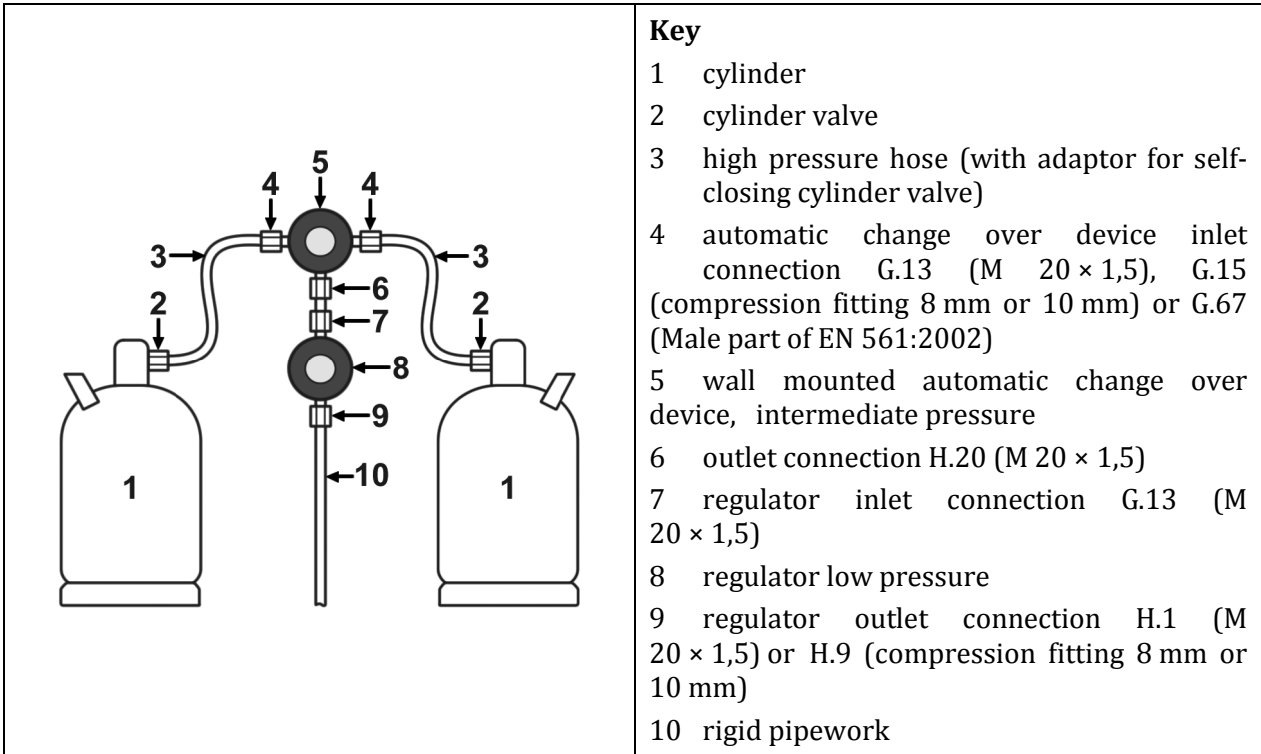 5
4 4
3 3
6
2 2
7
8
9
10
1 1
Key
1 cylinder
2 cylinder valve
3 high pressure hose (with adaptor for self-
closing cylinder valve)
4 automatic change over device inlet
connection G.13 (M 20 × 1,5), G.15
(compression fitting 8 mm or 10 mm) or G.67
(Male part of EN 561:2002)
5 wall mounted automatic change over
device, intermediate pressure
6 outlet connection H.20 (M 20 × 1,5)
7 regulator inlet connection G.13 (M
20 × 1,5)
8 regulator low pressure
9 regulator outlet connection H.1 (M
20 × 1,5) or H.9 (compression fitting 8 mm or
10 mm)
10 rigid pipework